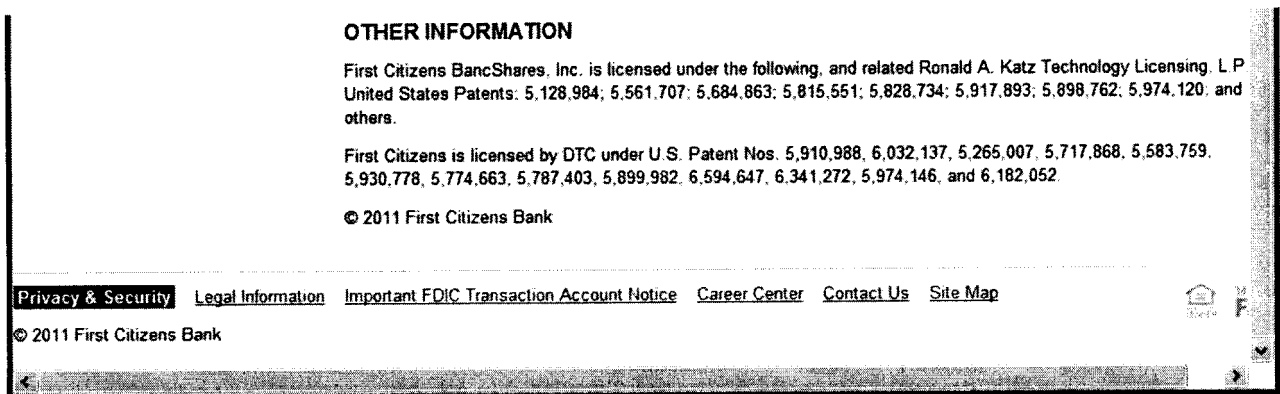 OTHER INFORMATION
First Citizens BancShares, Inc. is licensed under the following, and related Ronald A. Katz Technology Licensing, L.P
United States Patents: 5,128,984; 5,561,707; 5,684,863; 5,815,551; 5,828,734; 5,917,893; 5,898,762; 5,974,120; and
others.
First Citizens is licensed by DTC under U.S. Patent Nos. 5,910,988, 6,032,137, 5,265,007, 5,717,868, 5,583,759,
5,930,778, 5,774,663, 5,787,403, 5,899,982, 6,594,647, 6,341,272, 5,974,146, and 6,182,052.
© 2011 First Citizens Bank
Privacy & Security Legal Information Important FDIC Transaction Account Notice Career Center Contact Us Site Map
© 2011 First Citizens Bank